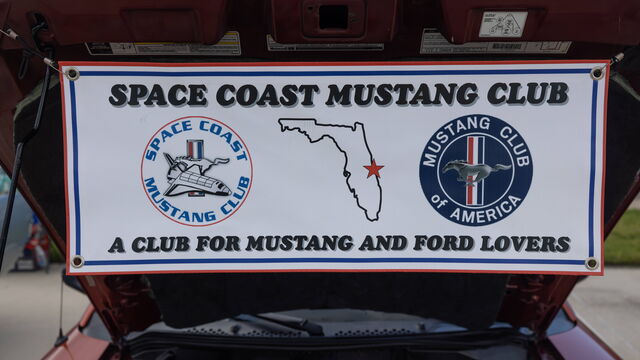 SPACE COAST MUSTANG CLUB
SPACE COAST
MUSTANG CLUB
MUSTANG CLUB
of AMERICA
A CLUB FOR MUSTANG AND FORD LOVERS